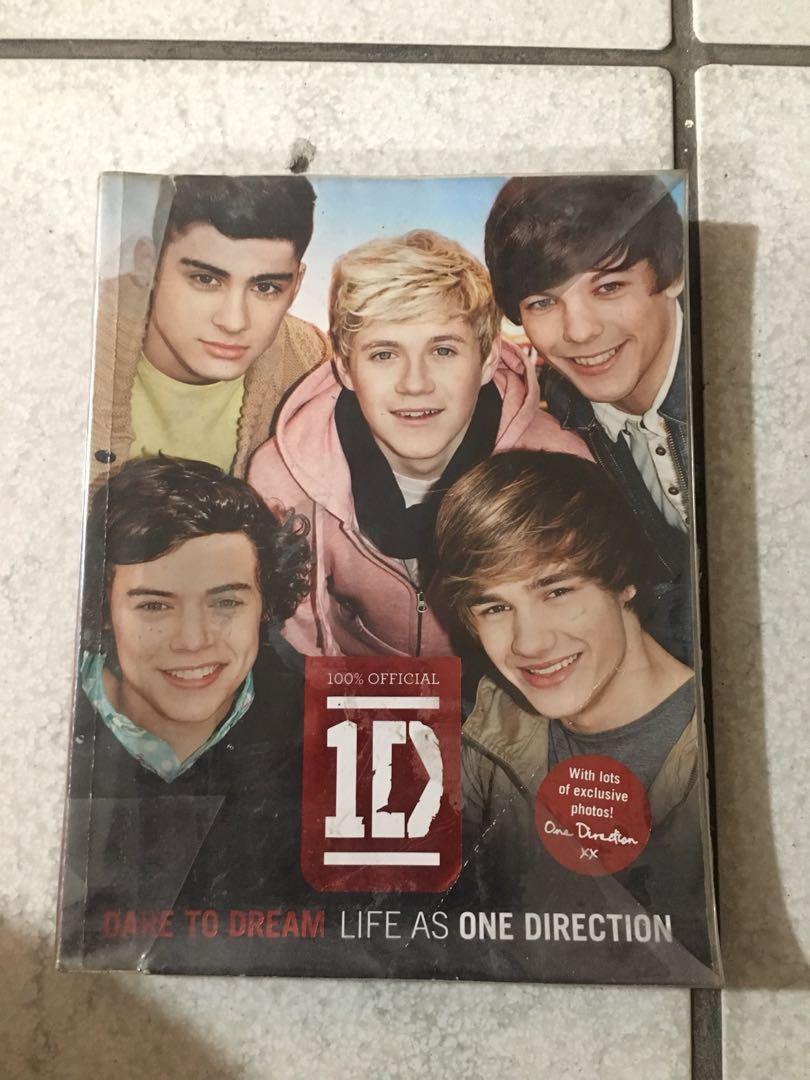 100% OFFICIAL
1D
With lots
of exclusive
photos!
One Direction
xx
DARE TO DREAM LIFE AS ONE DIRECTION